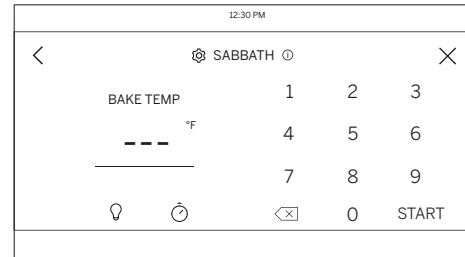 12:30 PM
SABBATH
BAKE TEMP
--- °F
1 2 3
4 5 6
7 8 9
0 START